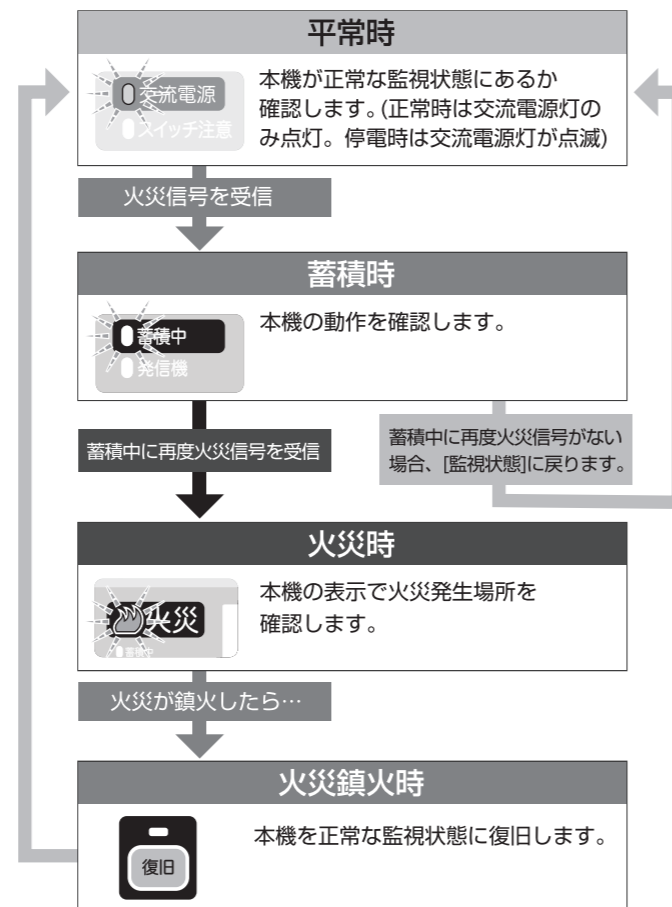 平常時
交流電源
スイッチ注意
本機が正常な監視状態にあるか
確認します。(正常時は交流電源灯の
み点灯。停電時は交流電源灯が点滅)
火災信号を受信
蓄積時
蓄積中
発信機
本機の動作を確認します。
蓄積中に再度火災信号を受信
蓄積中に再度火災信号がない
場合、[監視状態]に戻ります。
火災時
火災
蓄積中
本機の表示で火災発生場所を
確認します。
火災が鎮火したら…
火災鎮火時
復旧
本機を正常な監視状態に復旧します。